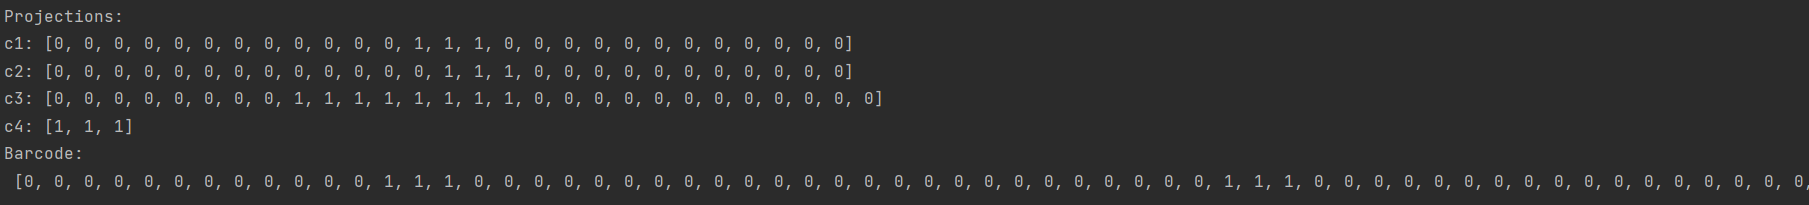 Projections:
c1: [0, 0, 0, 0, 0, 0, 0, 0, 0, 0, 0, 0, 1, 1, 1, 0, 0, 0, 0, 0, 0, 0, 0, 0, 0, 0, 0]
c2: [0, 0, 0, 0, 0, 0, 0, 0, 0, 0, 0, 0, 0, 1, 1, 1, 0, 0, 0, 0, 0, 0, 0, 0, 0, 0, 0]
c3: [0, 0, 0, 0, 0, 0, 0, 0, 1, 1, 1, 1, 1, 1, 1, 1, 0, 0, 0, 0, 0, 0, 0, 0, 0, 0, 0, 0]
c4: [1, 1, 1]
Barcode:
[0, 0, 0, 0, 0, 0, 0, 0, 0, 0, 0, 0, 1, 1, 1, 0, 0, 0, 0, 0, 0, 0, 0, 0, 0, 0, 0, 0, 0, 0, 0, 0, 0, 0, 0, 0, 0, 0, 0, 0, 1, 1, 1, 0, 0, 0, 0, 0, 0, 0, 0, 0, 0, 0, 0, 0, 0, 0, 0, 0,